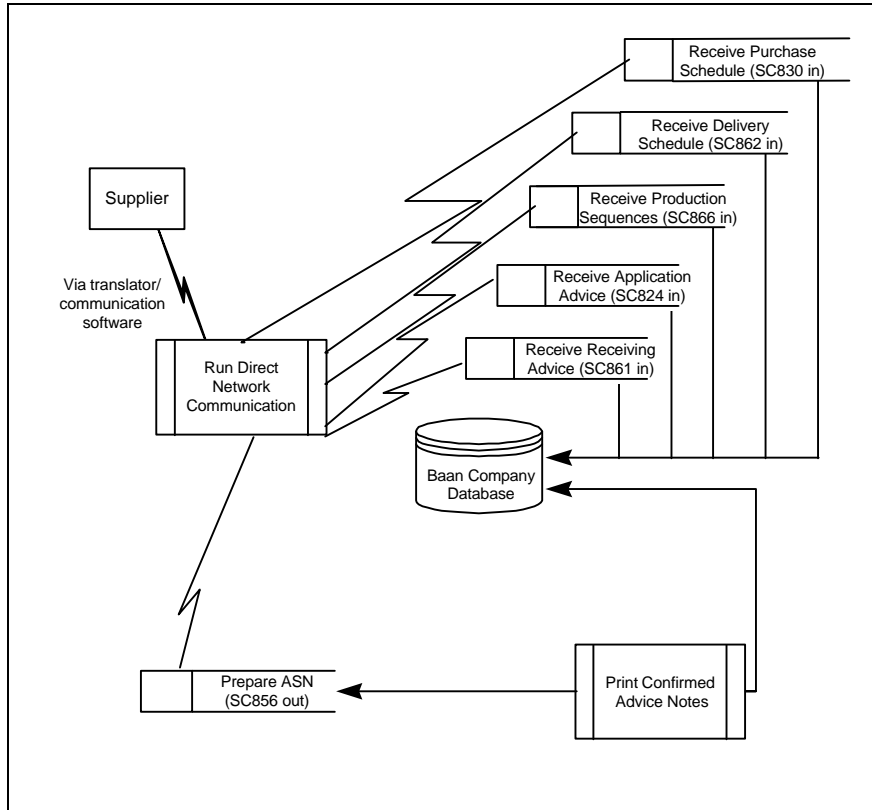 Receive Purchase
Schedule (SC830 in)
Receive Delivery
Schedule (SC862 in)
Supplier
Receive Production
Sequences (SC866 in)
Via translator/
communication
software
Receive Application
Advice (SC824 in)
Run Direct
Network
Communication
Receive Receiving
Advice (SC861 in)
Baan Company
Database
Prepare ASN
(SC856 out)
Print Confirmed
Advice Notes